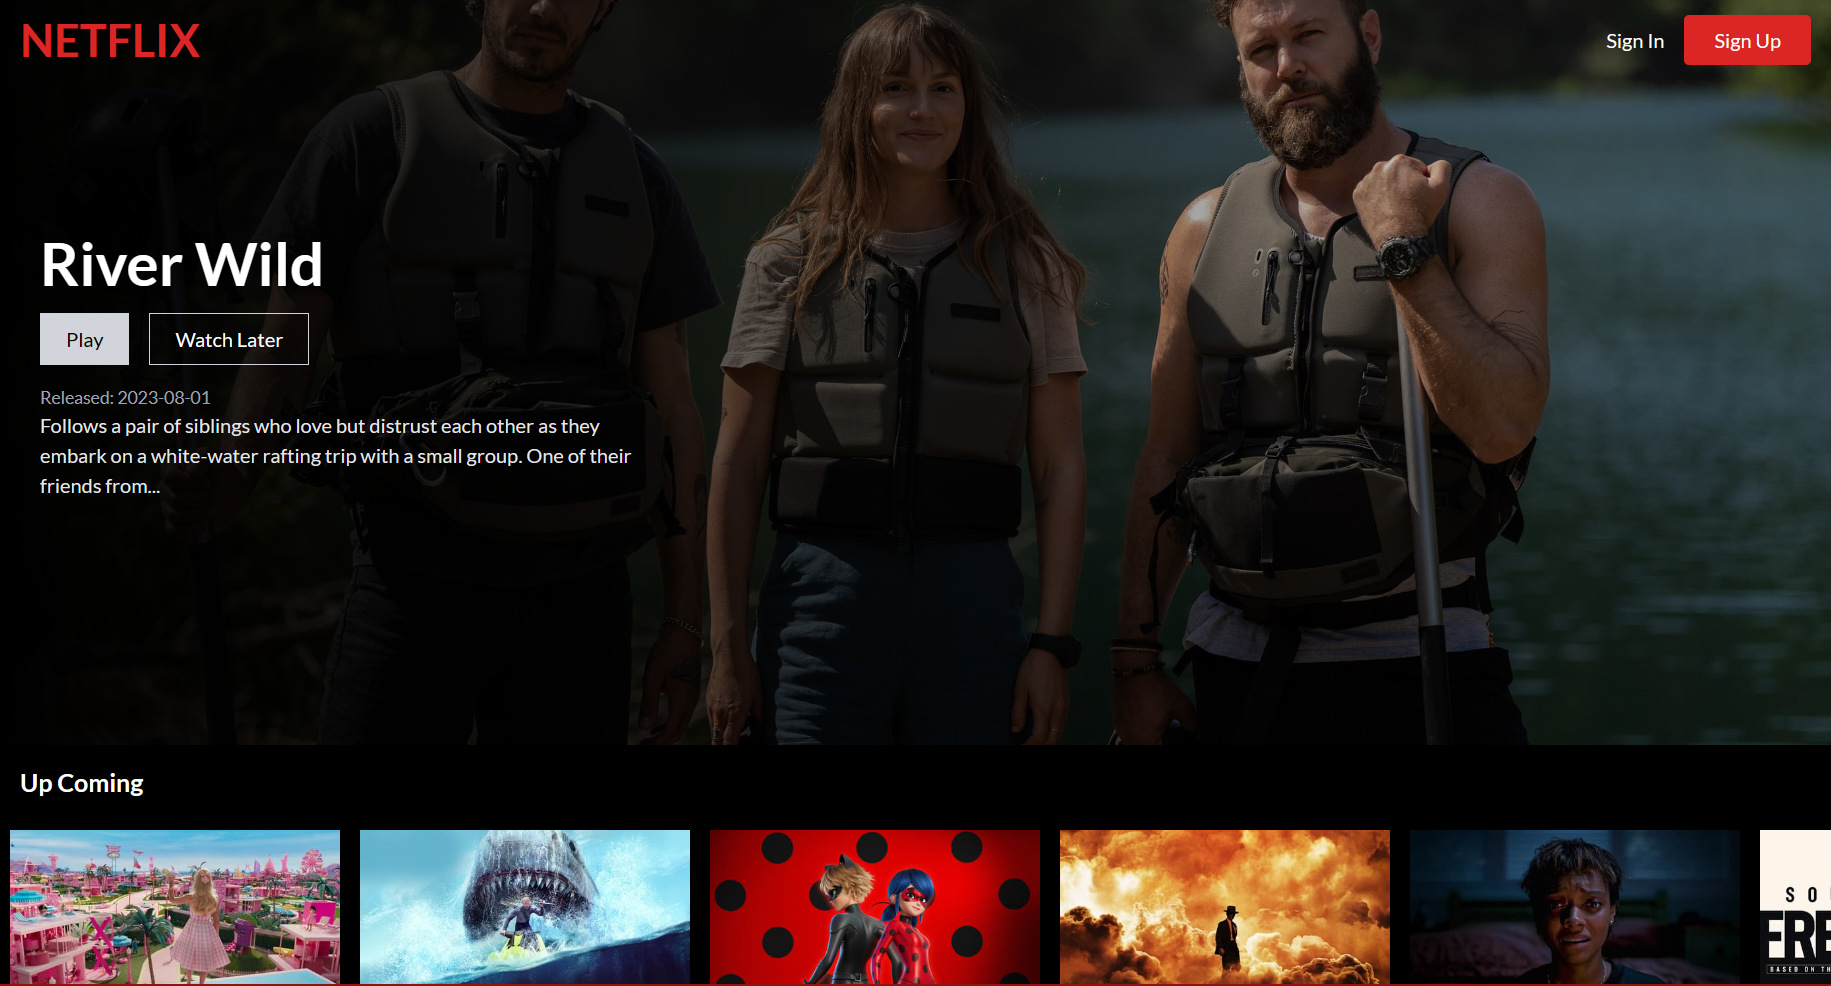 NETFLIX
Sign In
Sign Up
River Wild
Play
Watch Later
Released: 2023-08-01
Follows a pair of siblings who love but distrust each other as they
embark on a white-water rafting trip with a small group. One of their
friends from...
Up Coming
SO
FRE
BASED ON TH